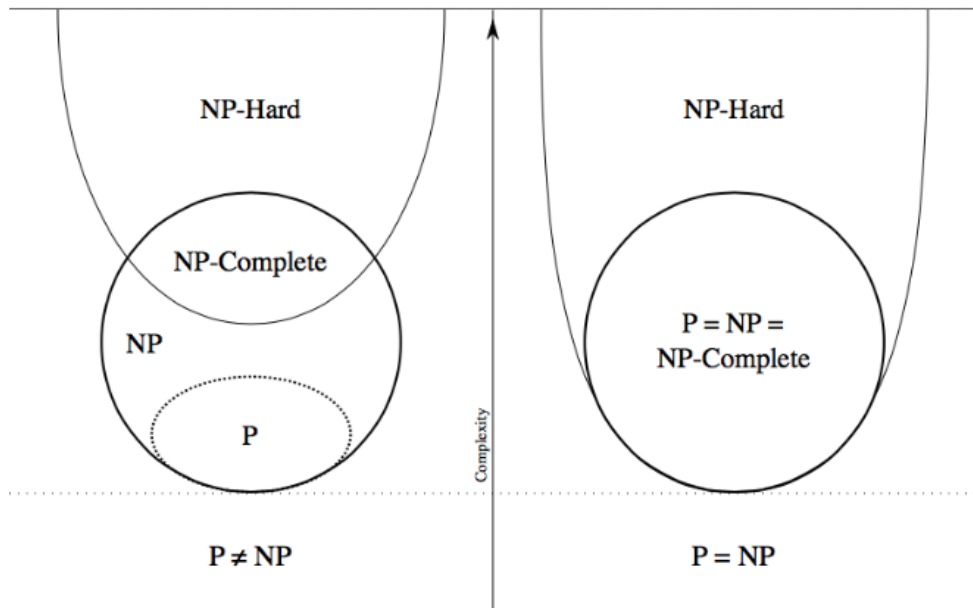 NP-Hard
NP-Complete
NP
P
P ≠ NP
Complexity
NP-Hard
P = NP =
NP-Complete
P = NP